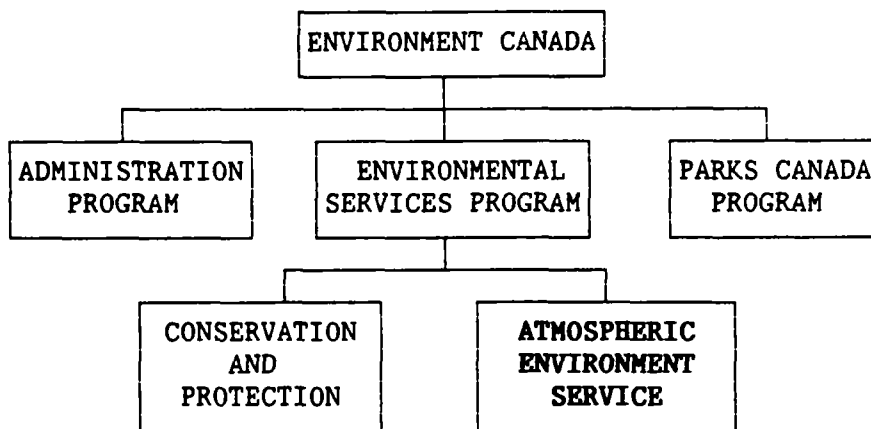 ENVIRONMENT CANADA
ADMINISTRATION
PROGRAM
ENVIRONMENTAL
SERVICES PROGRAM
PARKS CANADA
PROGRAM
CONSERVATION
AND
PROTECTION
ATMOSPHERIC
ENVIRONMENT
SERVICE